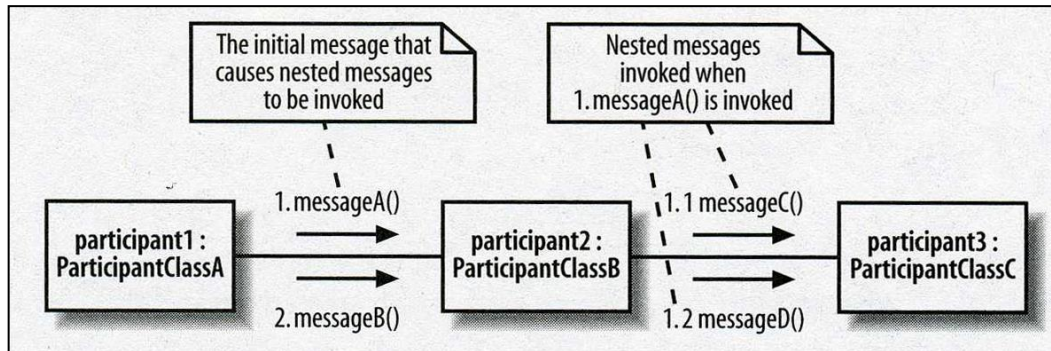 The initial message that
causes nested messages
to be invoked
Nested messages
invoked when
1.messageA() is invoked
1.messageA()
1.1 messageC()
participant1 :
ParticipantClassA
participant2 :
ParticipantClassB
participant3 :
ParticipantClassC
2.messageB()
1.2 messageD()